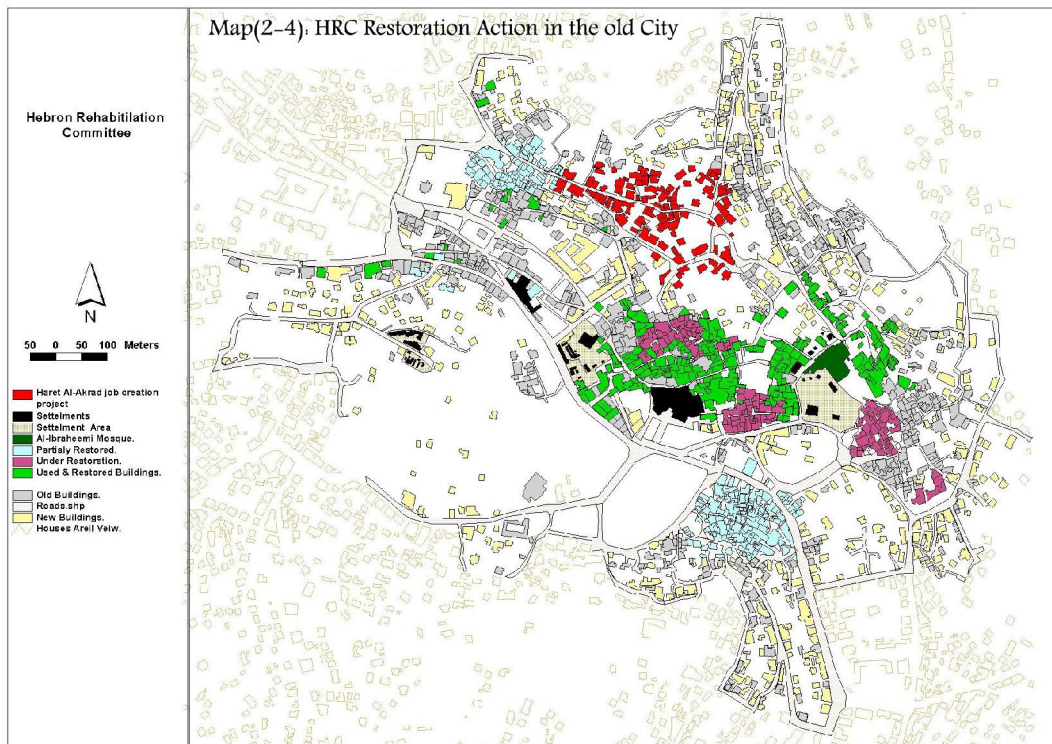 Map(2-4): HRC Restoration Action in the old City
Hebron Rehabitilation
Committee
N
50 0 50 100 Meters
Haret Al-Akrad job creation
project
Settelments
Settelment Area
Al-Ibraheemi Mosque.
Partialy Restored.
Under Restoration.
Used & Restored Buildings.
Old Buildings.
Roads.shp
New Buildings.
Houses Areil Veiw.